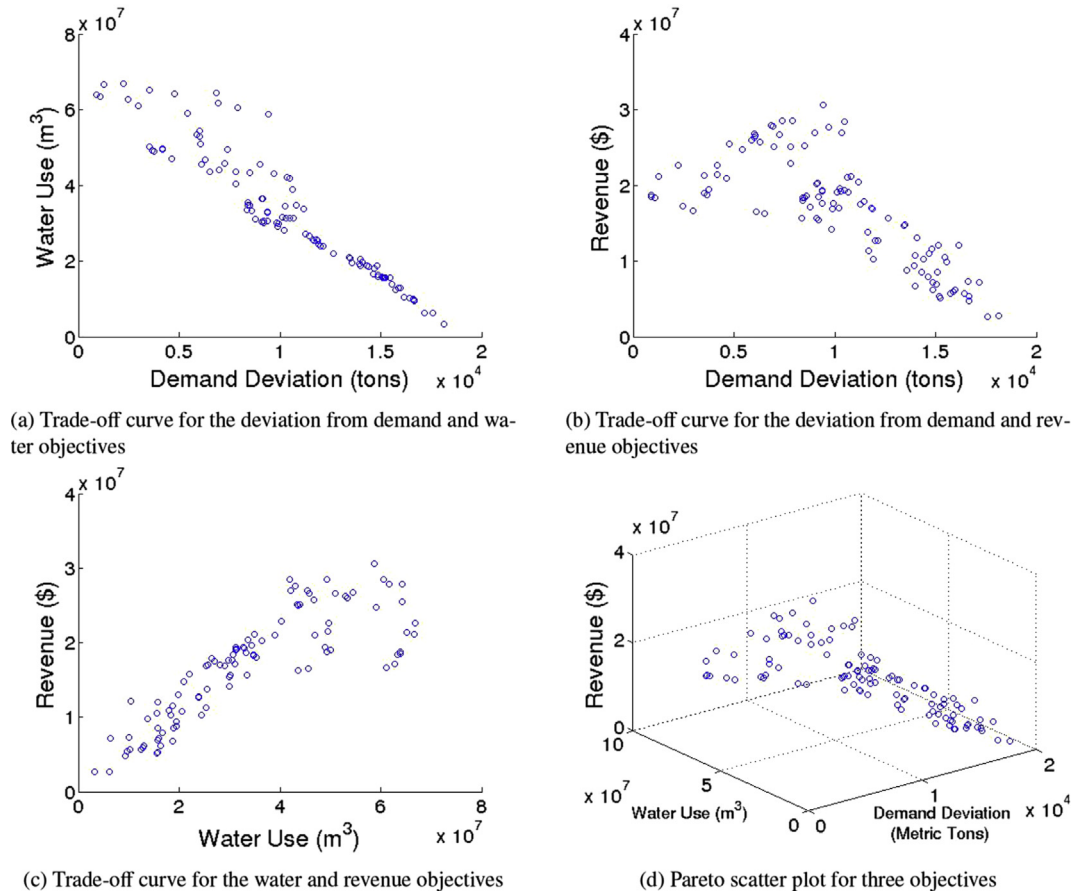 x 10^7
8
6
4
2
0
Water Use (m^3)
0 0.5 1 1.5 2
Demand Deviation (tons) x 10^4
(a) Trade-off curve for the deviation from demand and wa-
ter objectives
x 10^7
4
3
2
1
0
Revenue ($)
0 0.5 1 1.5 2
Demand Deviation (tons) x 10^4
(b) Trade-off curve for the deviation from demand and rev-
enue objectives
x 10^7
4
3
2
1
0
Revenue ($)
0 2 4 6 8
Water Use (m^3) x 10^7
(c) Trade-off curve for the water and revenue objectives
x 10^7
4
2
0
Revenue ($)
10
5
0
x 10^7
Water Use (m^3)
0
1
2
x 10^4
Demand Deviation
(Metric Tons)
(d) Pareto scatter plot for three objectives